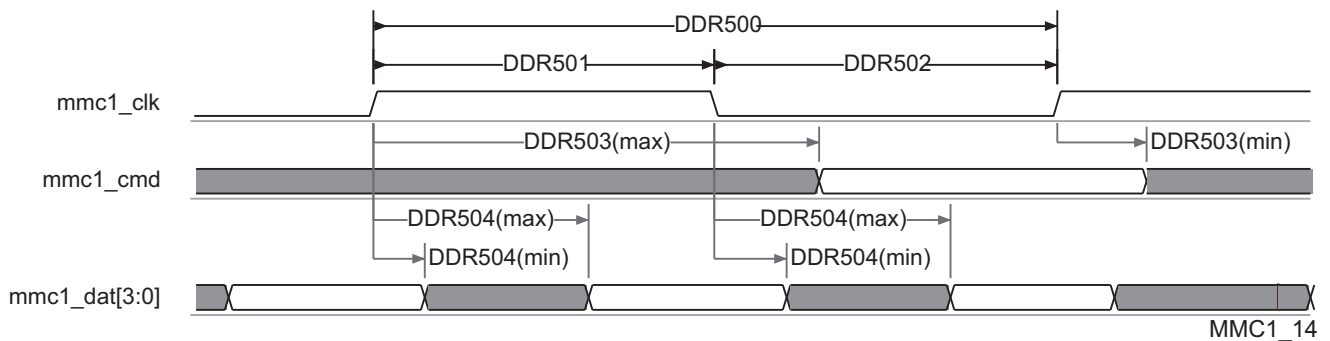 DDR500
DDR501 DDR502
mmc1_clk
DDR503(max) DDR503(min)
mmc1_cmd
DDR504(max) DDR504(max)
DDR504(min) DDR504(min)
mmc1_dat[3:0]
MMC1_14